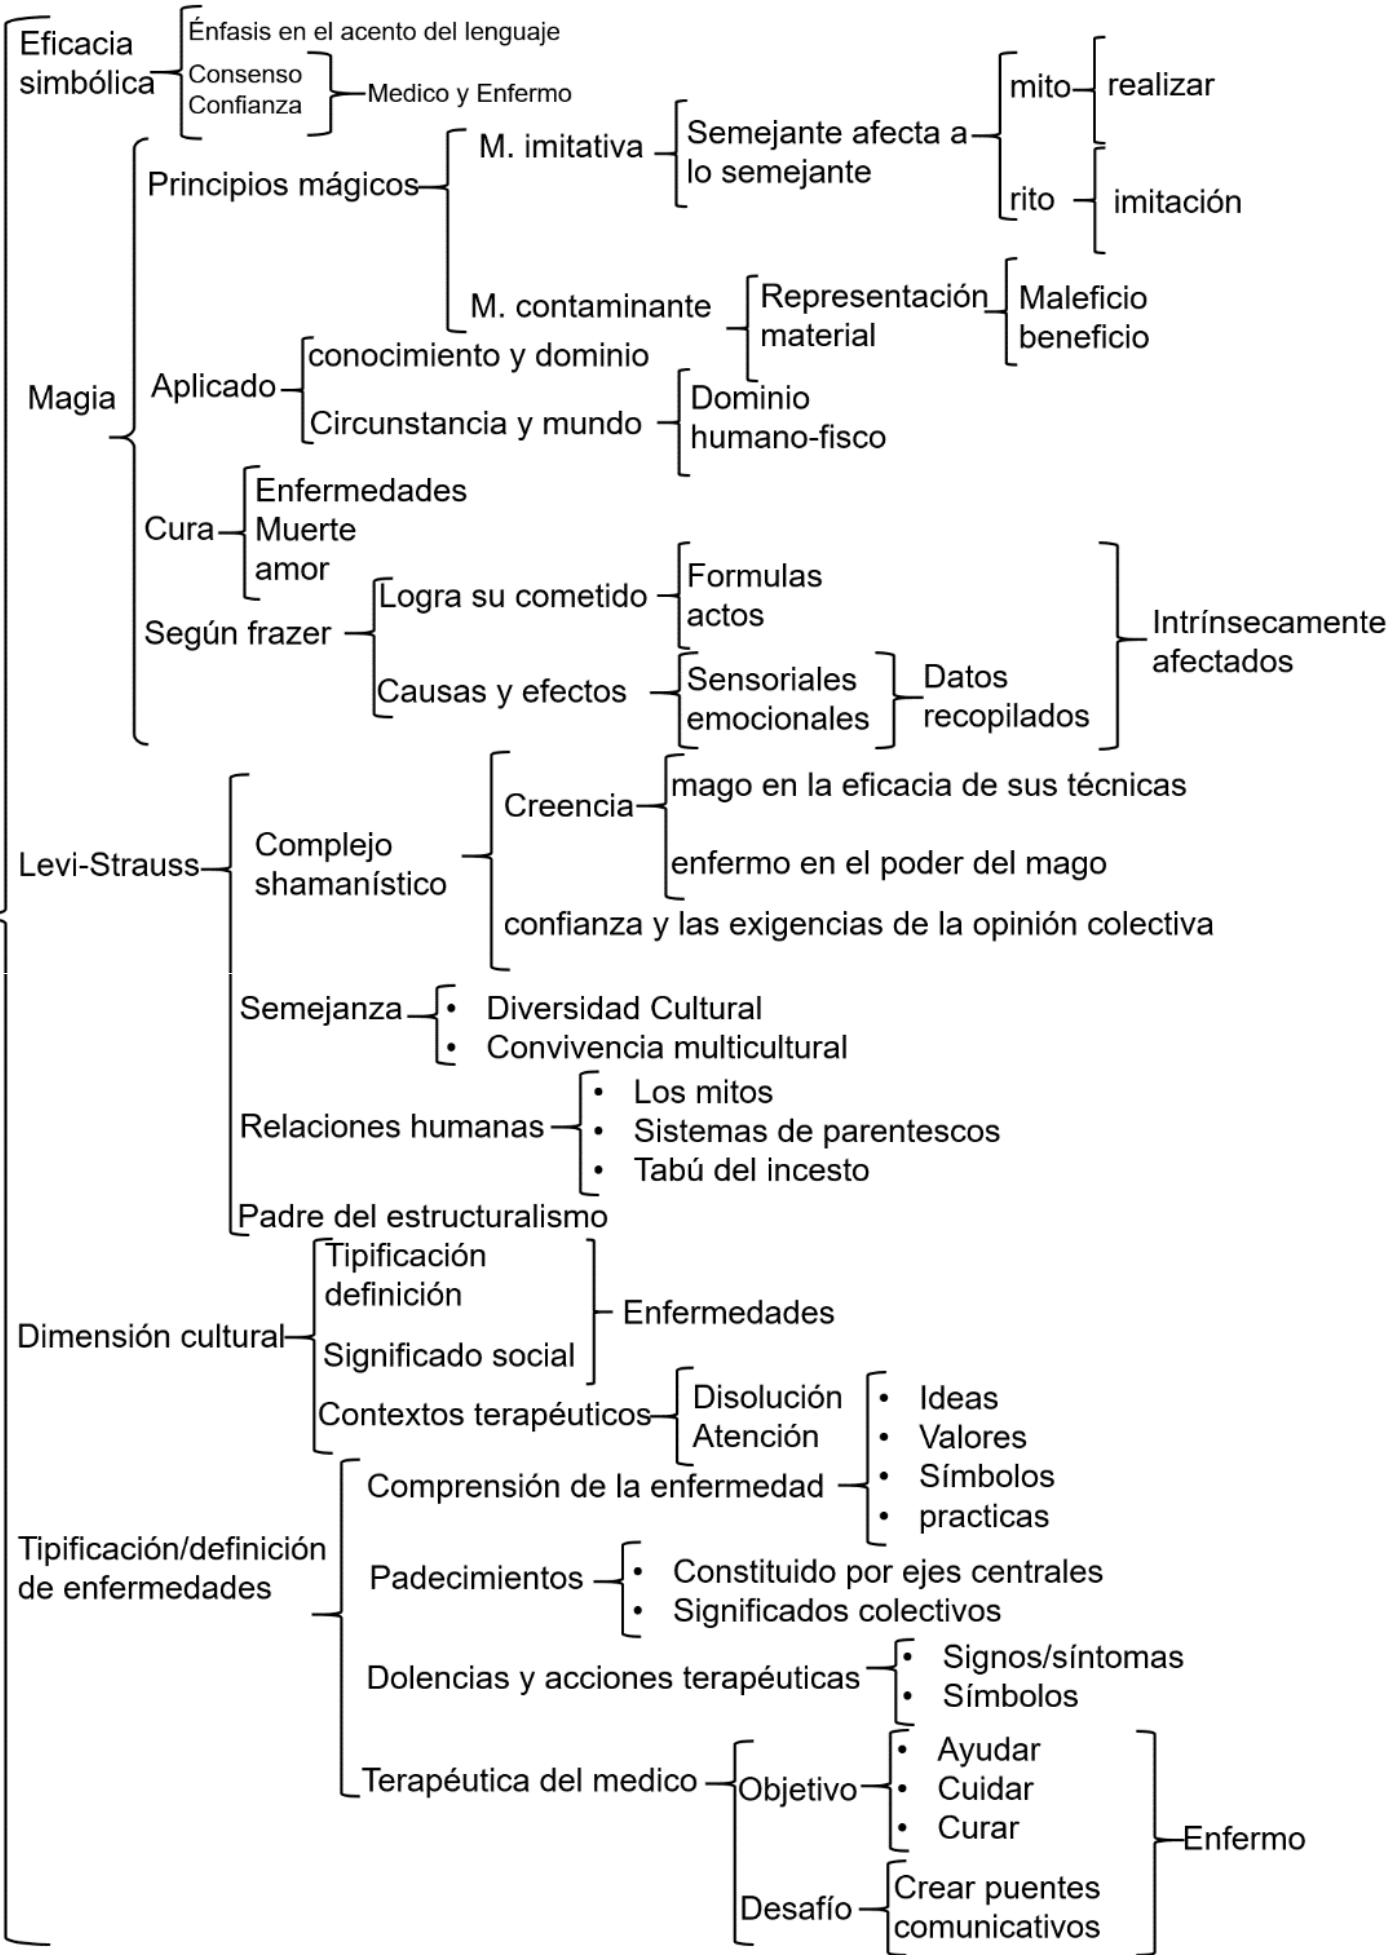 Eficacia
simbólica
Énfasis en el acento del lenguaje
Consenso
Confianza
Medico y Enfermo
Magia
Principios mágicos
M. imitativa
Semejante afecta a
lo semejante
mito
realizar
rito
imitación
M. contaminante
Representación
material
Maleficio
beneficio
Aplicado
conocimiento y dominio
Circunstancia y mundo
Dominio
humano-fisco
Cura
Enfermedades
Muerte
amor
Según frazer
Logra su cometido
Formulas
actos
Causas y efectos
Sensoriales
emocionales
Datos
recopilados
Intrínsecamente
afectados
Levi-Strauss
Complejo
shamanístico
Creencia
mago en la eficacia de sus técnicas
enfermo en el poder del mago
confianza y las exigencias de la opinión colectiva
Semejanza
• Diversidad Cultural
• Convivencia multicultural
Relaciones humanas
• Los mitos
• Sistemas de parentescos
• Tabú del incesto
Padre del estructuralismo
Dimensión cultural
Tipificación
definición
Significado social
Enfermedades
Contextos terapéuticos
Disolución
Atención
Tipificación/definición
de enfermedades
Comprensión de la enfermedad
• Ideas
• Valores
• Símbolos
• practicas
Padecimientos
• Constituido por ejes centrales
• Significados colectivos
Dolencias y acciones terapéuticas
• Signos/síntomas
• Símbolos
Terapéutica del medico
Objetivo
• Ayudar
• Cuidar
• Curar
Desafío
Crear puentes
comunicativos
Enfermo